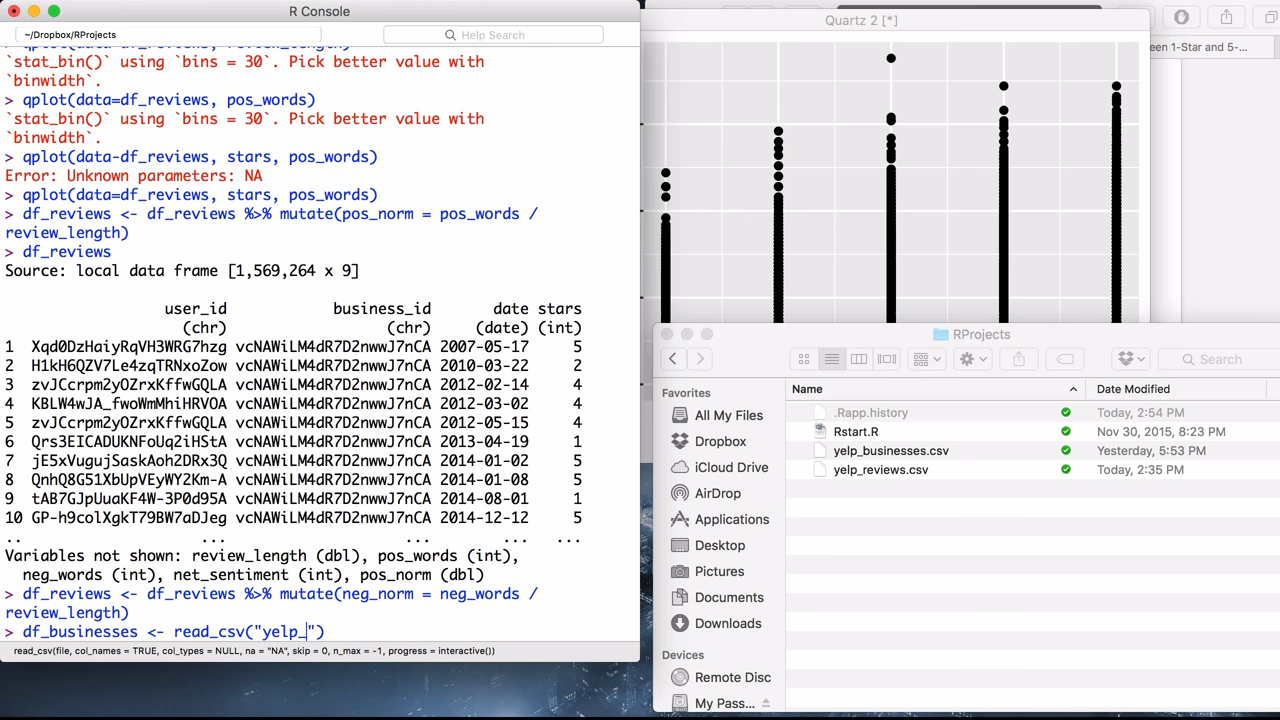 R Console
~/Dropbox/RProjects
Help Search
`stat_bin()` using `bins = 30`. Pick better value with
`binwidth`.
> qplot(data=df_reviews, pos_words)
`stat_bin()` using `bins = 30`. Pick better value with
`binwidth`.
> qplot(data-df_reviews, stars, pos_words)
Error: Unknown parameters: NA
> qplot(data=df_reviews, stars, pos_words)
> df_reviews <- df_reviews %>% mutate(pos_norm = pos_words /
review_length)
> df_reviews
Source: local data frame [1,569,264 x 9]
user_id business_id date stars
(chr) (chr) (date) (int)
1 Xqd0DzHaiyRqVH3WRG7hzg vcNAWiLM4dR7D2nwwJ7nCA 2007-05-17 5
2 H1kH6QZV7Le4zqTRNxoZow vcNAWiLM4dR7D2nwwJ7nCA 2010-03-22 2
3 zvJCcrpm2yOZrxKffwGQLA vcNAWiLM4dR7D2nwwJ7nCA 2012-02-14 4
4 KBLW4wJA_fwoWmMhiHRVOA vcNAWiLM4dR7D2nwwJ7nCA 2012-03-02 4
5 zvJCcrpm2yOZrxKffwGQLA vcNAWiLM4dR7D2nwwJ7nCA 2012-05-15 4
6 Qrs3EICADUKNFoUq2iHStA vcNAWiLM4dR7D2nwwJ7nCA 2013-04-19 1
7 jE5xVugujSaskAoh2DRx3Q vcNAWiLM4dR7D2nwwJ7nCA 2014-01-02 5
8 QnhQ8G51XbUpVEyWY2Km-A vcNAWiLM4dR7D2nwwJ7nCA 2014-01-08 5
9 tAB7GJpUuaKF4W-3P0d95A vcNAWiLM4dR7D2nwwJ7nCA 2014-08-01 1
10 GP-h9colXgkT79BW7aDJeg vcNAWiLM4dR7D2nwwJ7nCA 2014-12-12 5
.. ... ... ... ...
Variables not shown: review_length (dbl), pos_words (int),
neg_words (int), net_sentiment (int), pos_norm (dbl)
> df_reviews <- df_reviews %>% mutate(neg_norm = neg_words /
review_length)
> df_businesses <- read_csv("yelp_")
read_csv(file, col_names = TRUE, col_types = NULL, na = "NA", skip = 0, n_max = -1, progress = interactive())
Quartz 2 [*]
een 1-Star and 5-...
RProjects
Search
Favorites
All My Files
Dropbox
iCloud Drive
AirDrop
Applications
Desktop
Pictures
Documents
Downloads
Devices
Remote Disc
My Pass...
Name Date Modified
.Rapp.history Today, 2:54 PM
Rstart.R Nov 30, 2015, 8:23 PM
yelp_businesses.csv Yesterday, 5:53 PM
yelp_reviews.csv Today, 2:35 PM